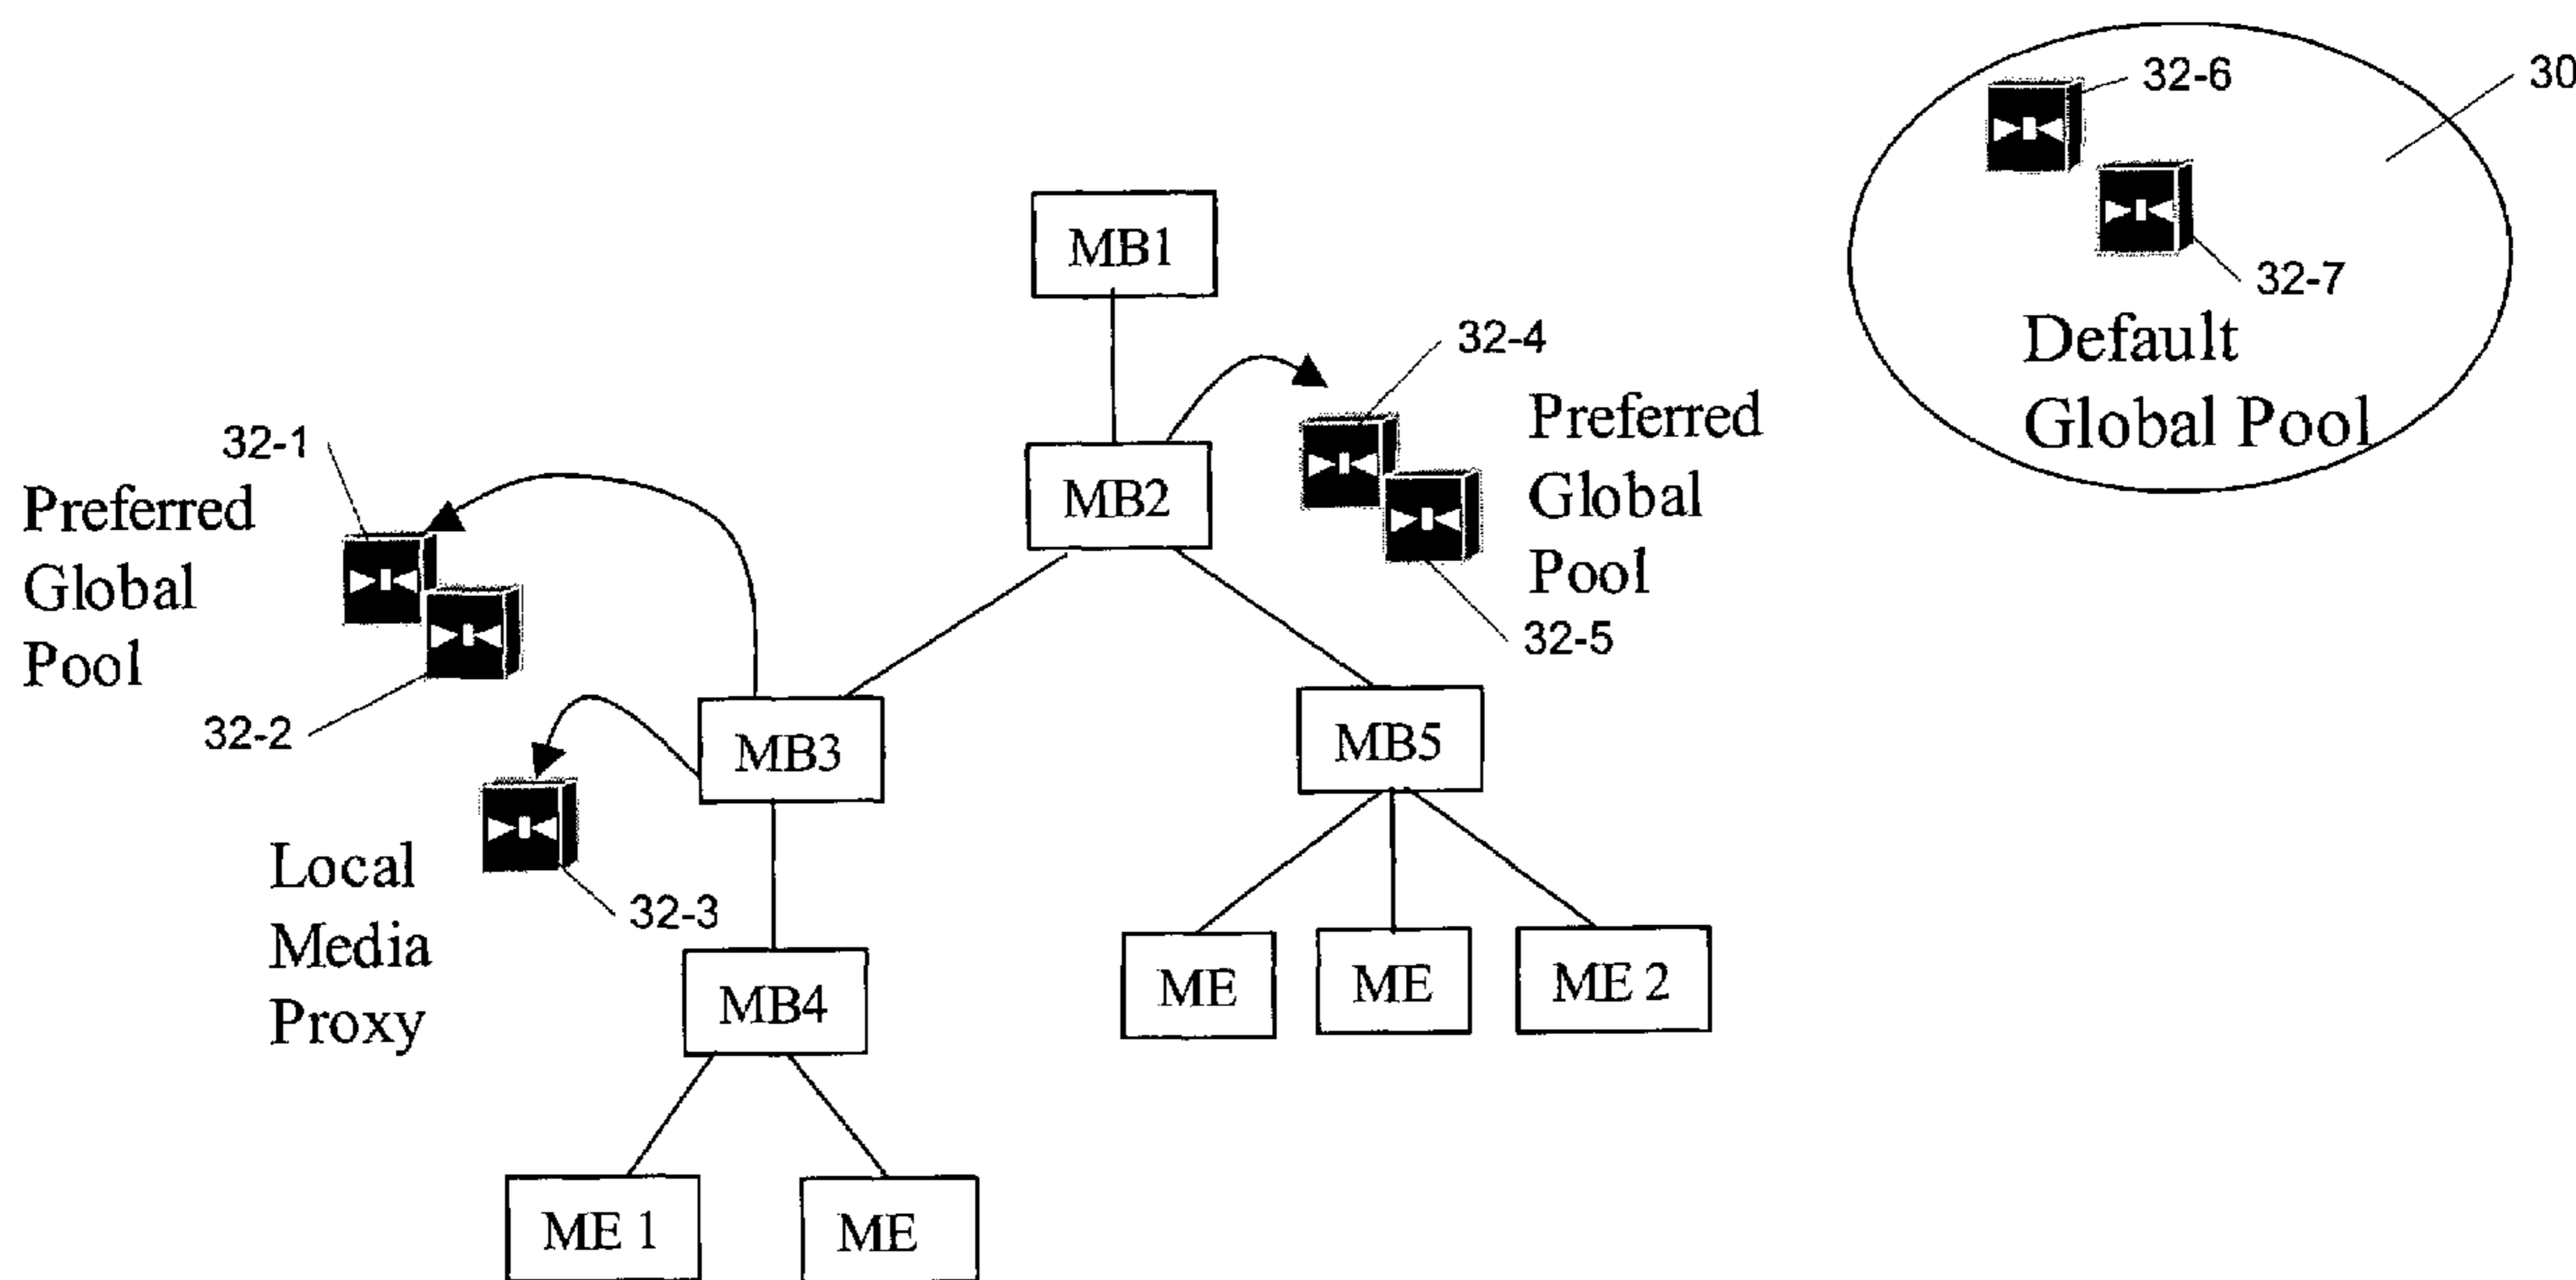 32-6
30
32-7
Default
Global Pool
MB1
32-4
Preferred
Global
Pool
32-5
MB2
32-1
Preferred
Global
Pool
32-2
MB3
MB5
Local
Media
Proxy
32-3
MB4
ME
ME
ME 2
ME 1
ME